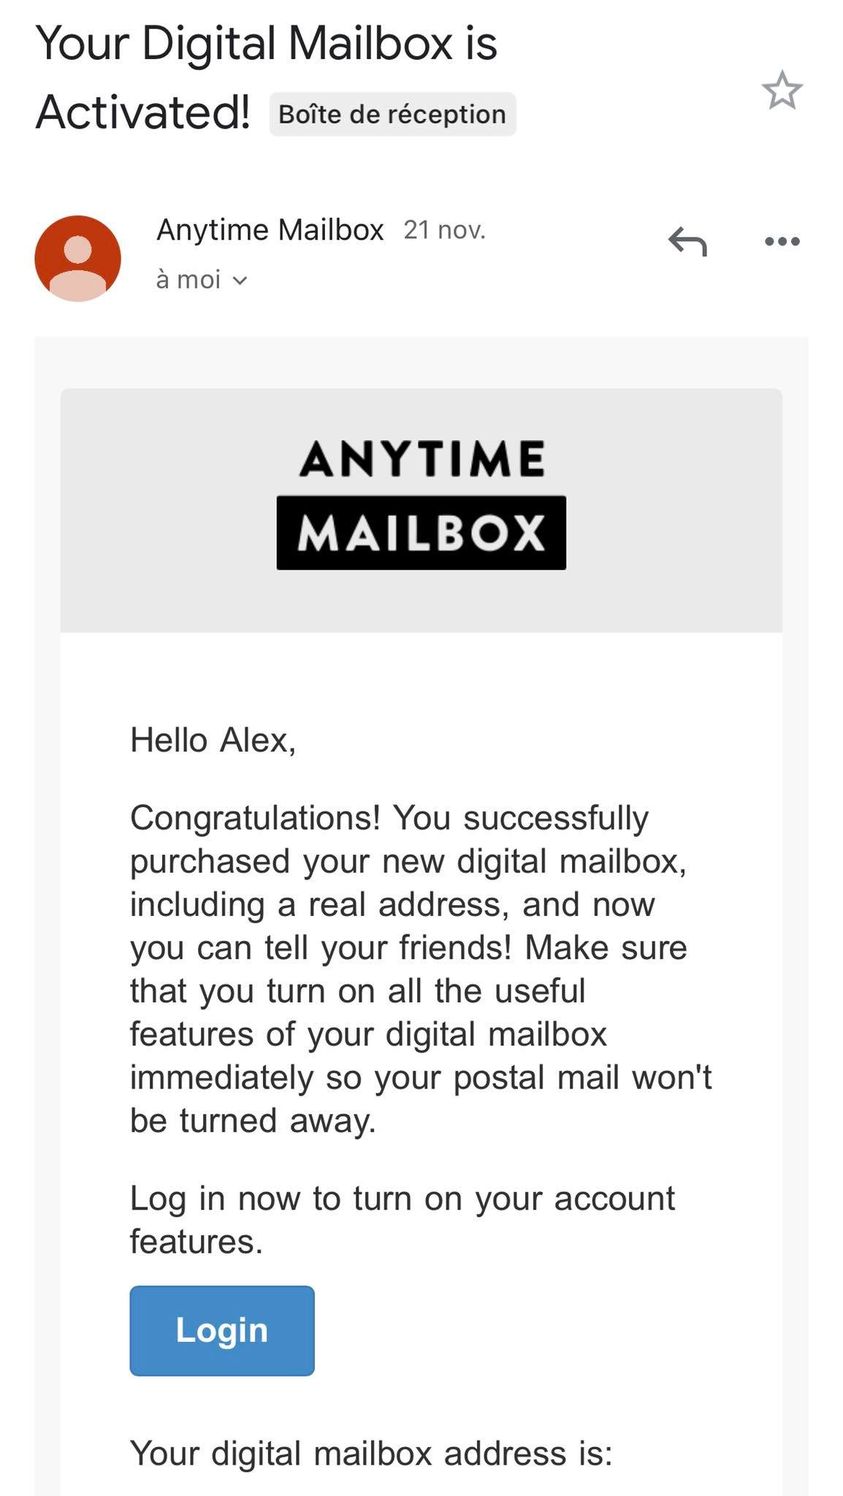 Your Digital Mailbox is
Activated! Boîte de réception
Anytime Mailbox 21 nov.
à moi
ANYTIME
MAILBOX
Hello Alex,
Congratulations! You successfully
purchased your new digital mailbox,
including a real address, and now
you can tell your friends! Make sure
that you turn on all the useful
features of your digital mailbox
immediately so your postal mail won't
be turned away.
Log in now to turn on your account
features.
Login
Your digital mailbox address is: